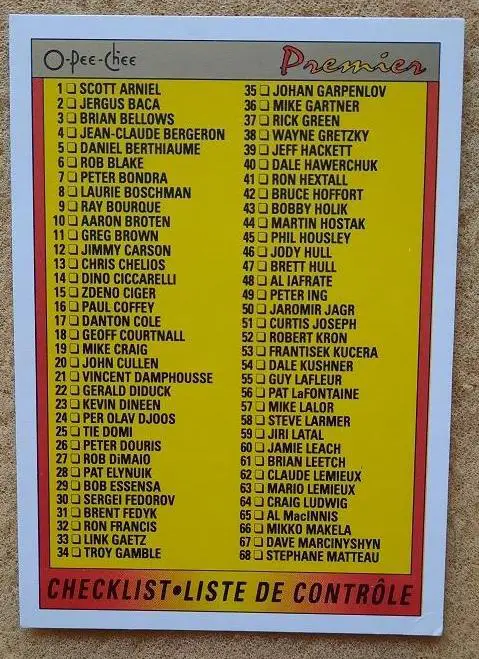 O-Pee-Chee
Premier
1 SCOTT ARNIEL
2 JERGUS BACA
3 BRIAN BELLOWS
4 JEAN-CLAUDE BERGERON
5 DANIEL BERTHIAUME
6 ROB BLAKE
7 PETER BONDRA
8 LAURIE BOSCHMAN
9 RAY BOURQUE
10 AARON BROTEN
11 GREG BROWN
12 JIMMY CARSON
13 CHRIS CHELIOS
14 DINO CICCARELLI
15 ZDENO CIGER
16 PAUL COFFEY
17 DANTON COLE
18 GEOFF COURTNALL
19 MIKE CRAIG
20 JOHN CULLEN
21 VINCENT DAMPHOUSSE
22 GERALD DIDUCK
23 KEVIN DINEEN
24 PER OLAV DJOOS
25 TIE DOMI
26 PETER DOURIS
27 ROB DiMAIO
28 PAT ELYNUIK
29 BOB ESSENSA
30 SERGEI FEDOROV
31 BRENT FEDYK
32 RON FRANCIS
33 LINK GAETZ
34 TROY GAMBLE
35 JOHAN GARPENLOV
36 MIKE GARTNER
37 RICK GREEN
38 WAYNE GRETZKY
39 JEFF HACKETT
40 DALE HAWERCHUK
41 RON HEXTALL
42 BRUCE HOFFORT
43 BOBBY HOLIK
44 MARTIN HOSTAK
45 PHIL HOUSLEY
46 JODY HULL
47 BRETT HULL
48 AL IAFRATE
49 PETER ING
50 JAROMIR JAGR
51 CURTIS JOSEPH
52 ROBERT KRON
53 FRANTISEK KUCERA
54 DALE KUSHNER
55 GUY LAFLEUR
56 PAT LaFONTAINE
57 MIKE LALOR
58 STEVE LARMER
59 JIRI LATAL
60 JAMIE LEACH
61 BRIAN LEETCH
62 CLAUDE LEMIEUX
63 MARIO LEMIEUX
64 CRAIG LUDWIG
65 AL MacINNIS
66 MIKKO MAKELA
67 DAVE MARCINYSHYN
68 STEPHANE MATTEAU
CHECKLIST•LISTE DE CONTRÔLE